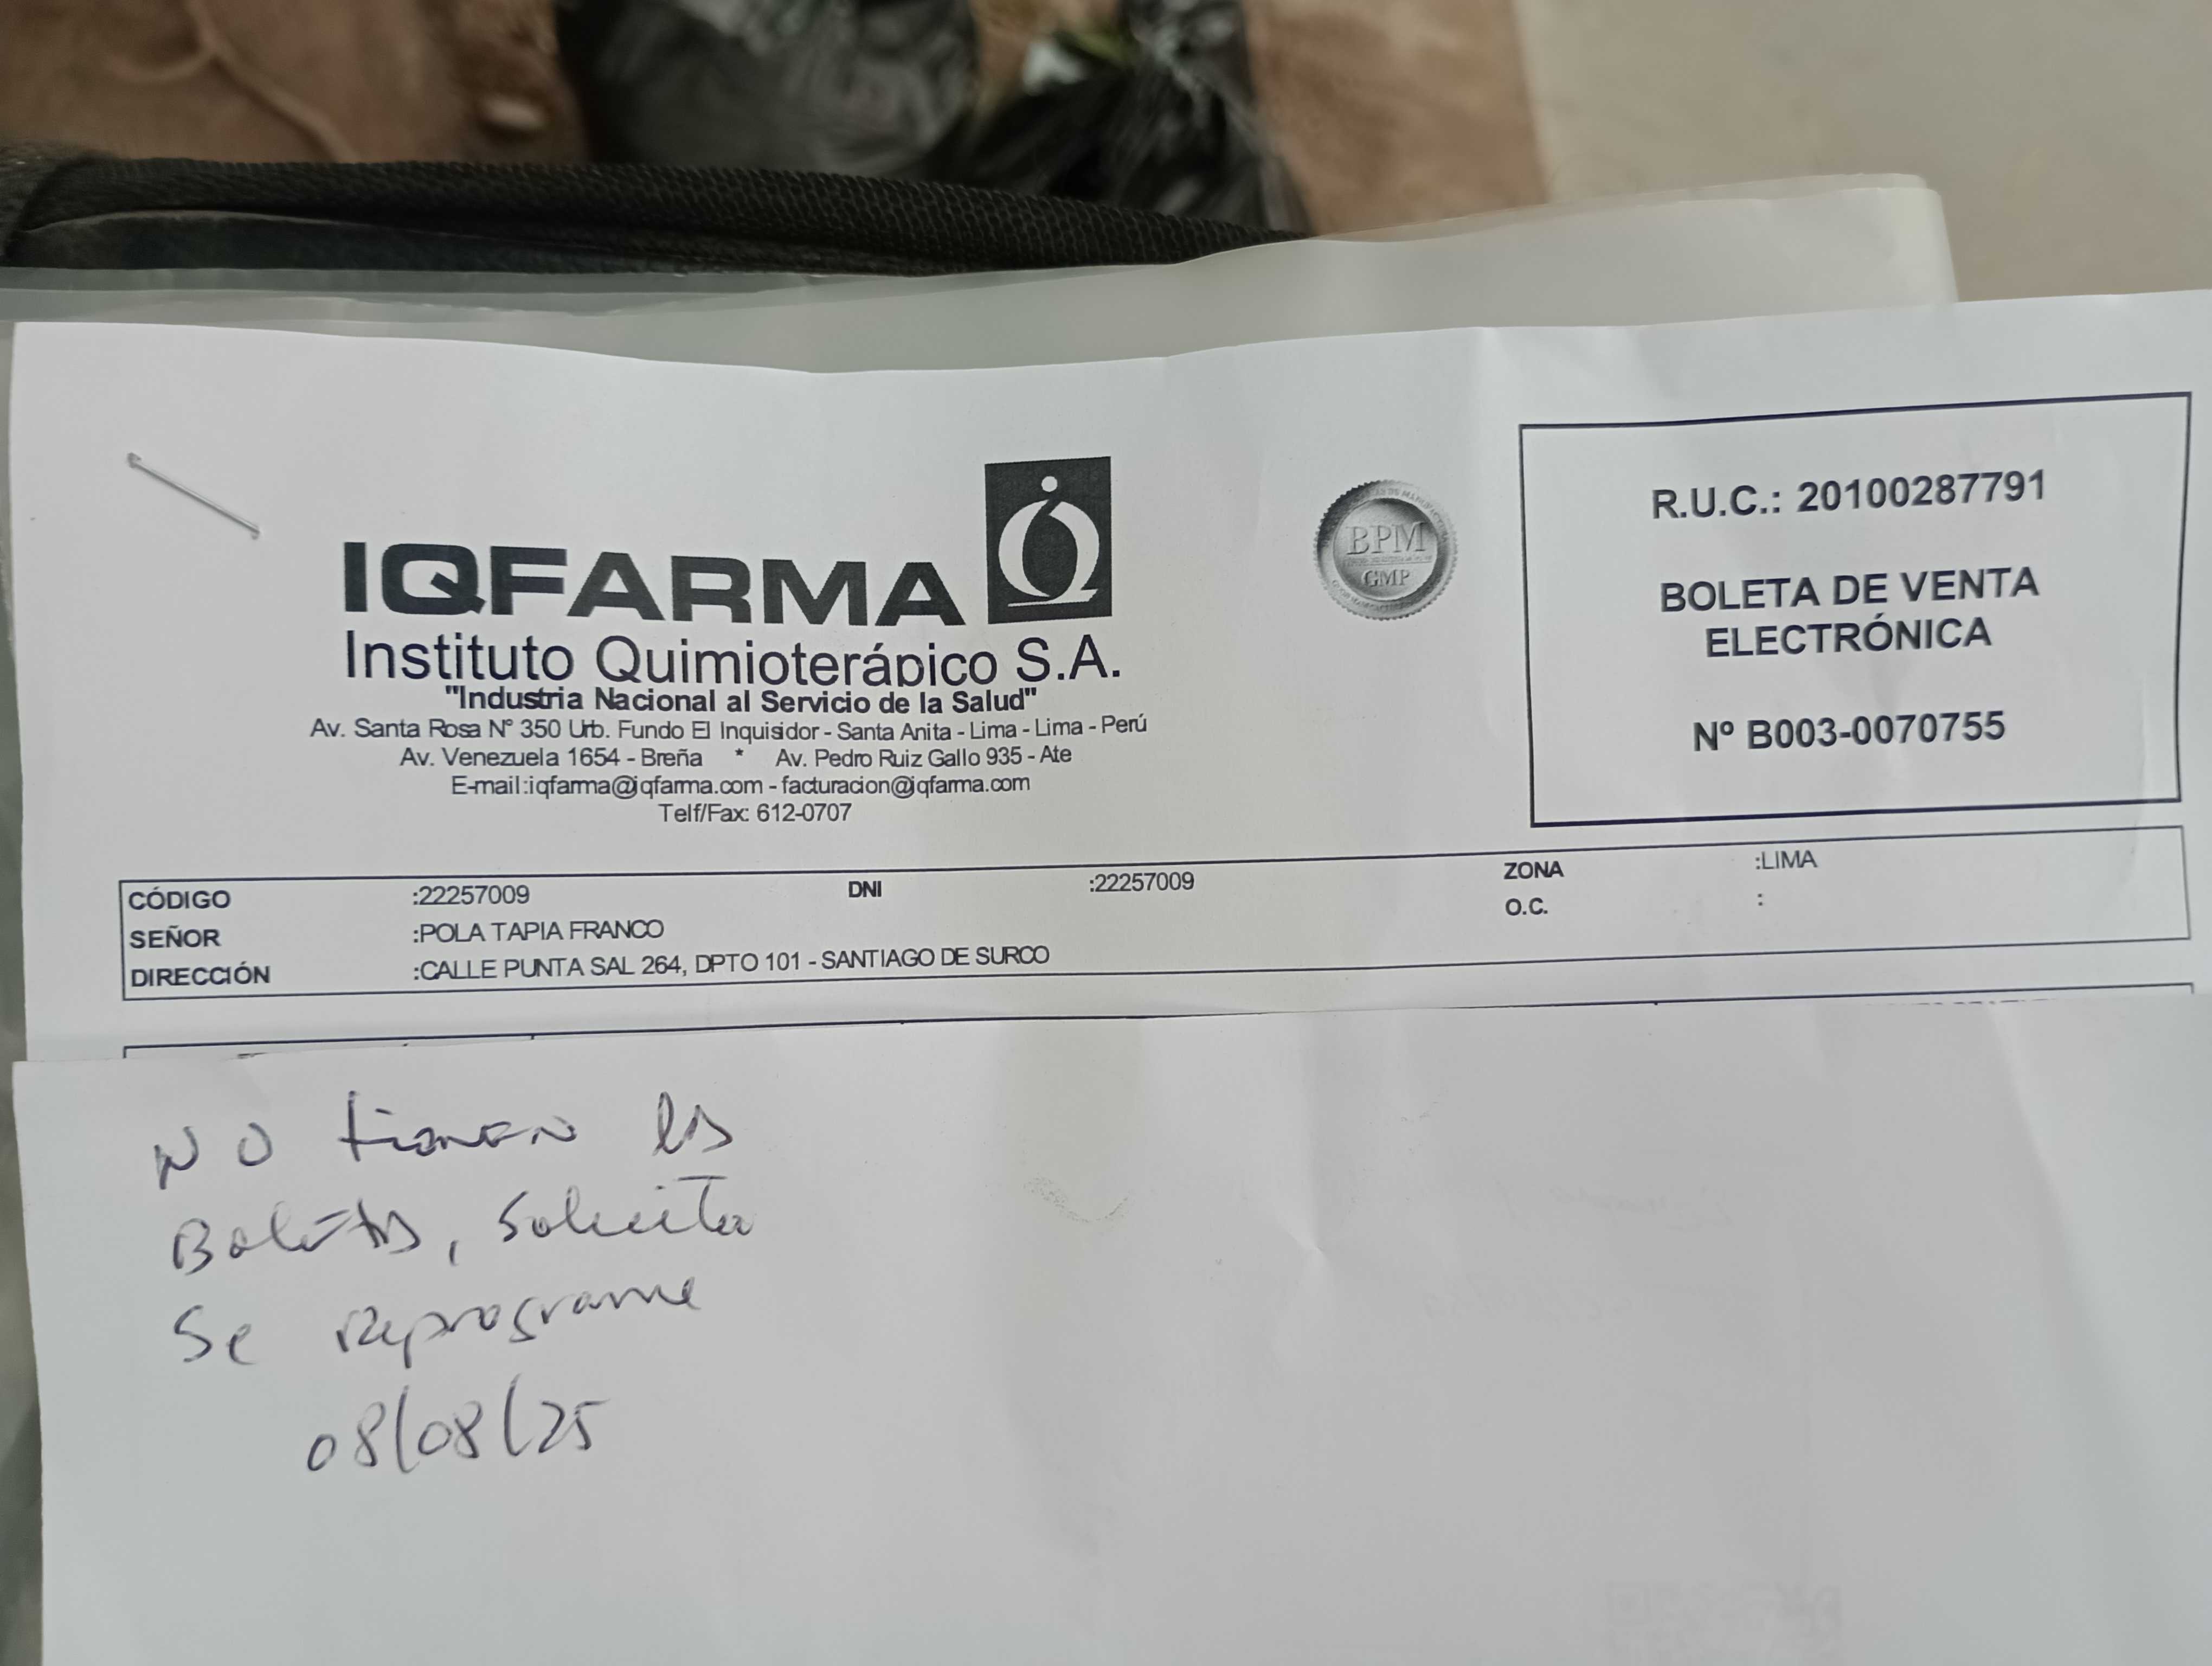 IQFARMA
Instituto Quimioterápico S.A.
"Industria Nacional al Servicio de la Salud"
Av. Santa Rosa Nº 350 Urb. Fundo El Inquisidor - Santa Anita - Lima - Lima - Perú
Av. Venezuela 1654 - Breña * Av. Pedro Ruiz Gallo 935 - Ate
E-mail:iqfarma@iqfarma.com - facturacion@iqfarma.com
Telf/Fax: 612-0707
BPM
GMP
R.U.C.: 20100287791
BOLETA DE VENTA
ELECTRÓNICA
Nº B003-0070755
CÓDIGO :22257009 DNI :22257009 ZONA :LIMA
SEÑOR :POLA TAPIA FRANCO O.C. :
DIRECCIÓN :CALLE PUNTA SAL 264, DPTO 101 - SANTIAGO DE SURCO
NO tienen las
Boletas, solicita
Se reprograme
08/08/25